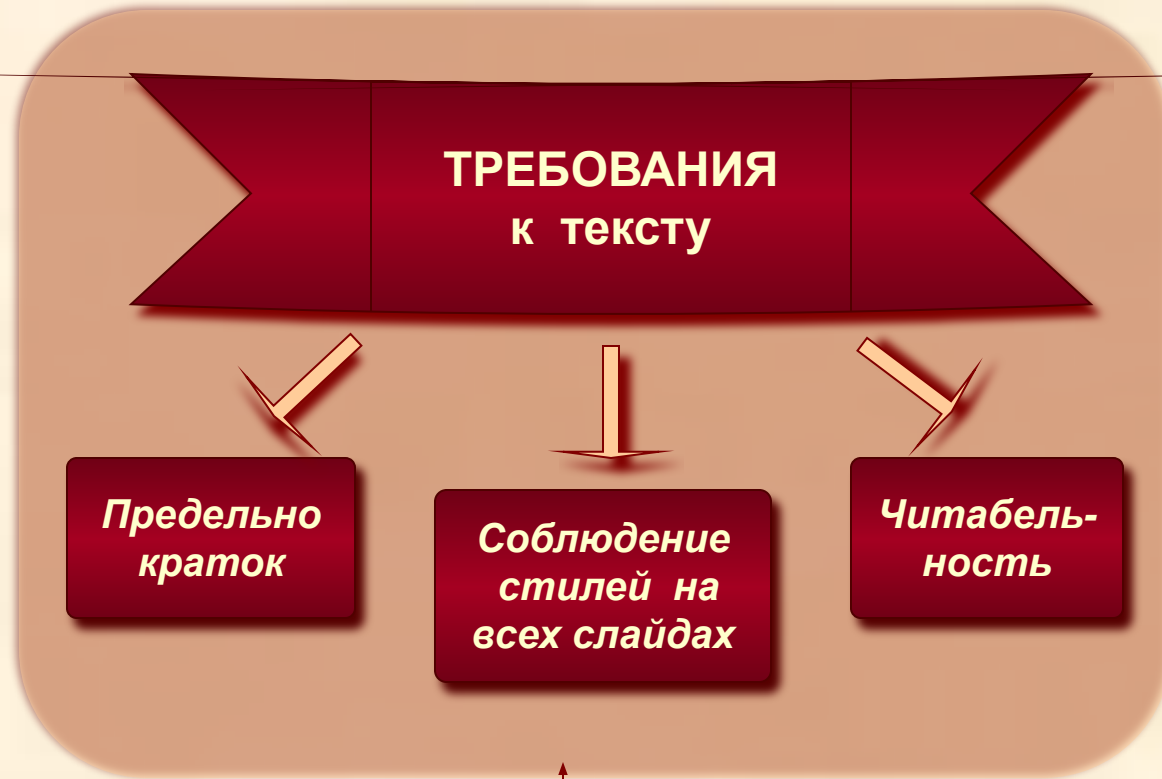 ТРЕБОВАНИЯ
к тексту
Предельно
краток
Соблюдение
стилей на
всех слайдах
Читабель-
ность